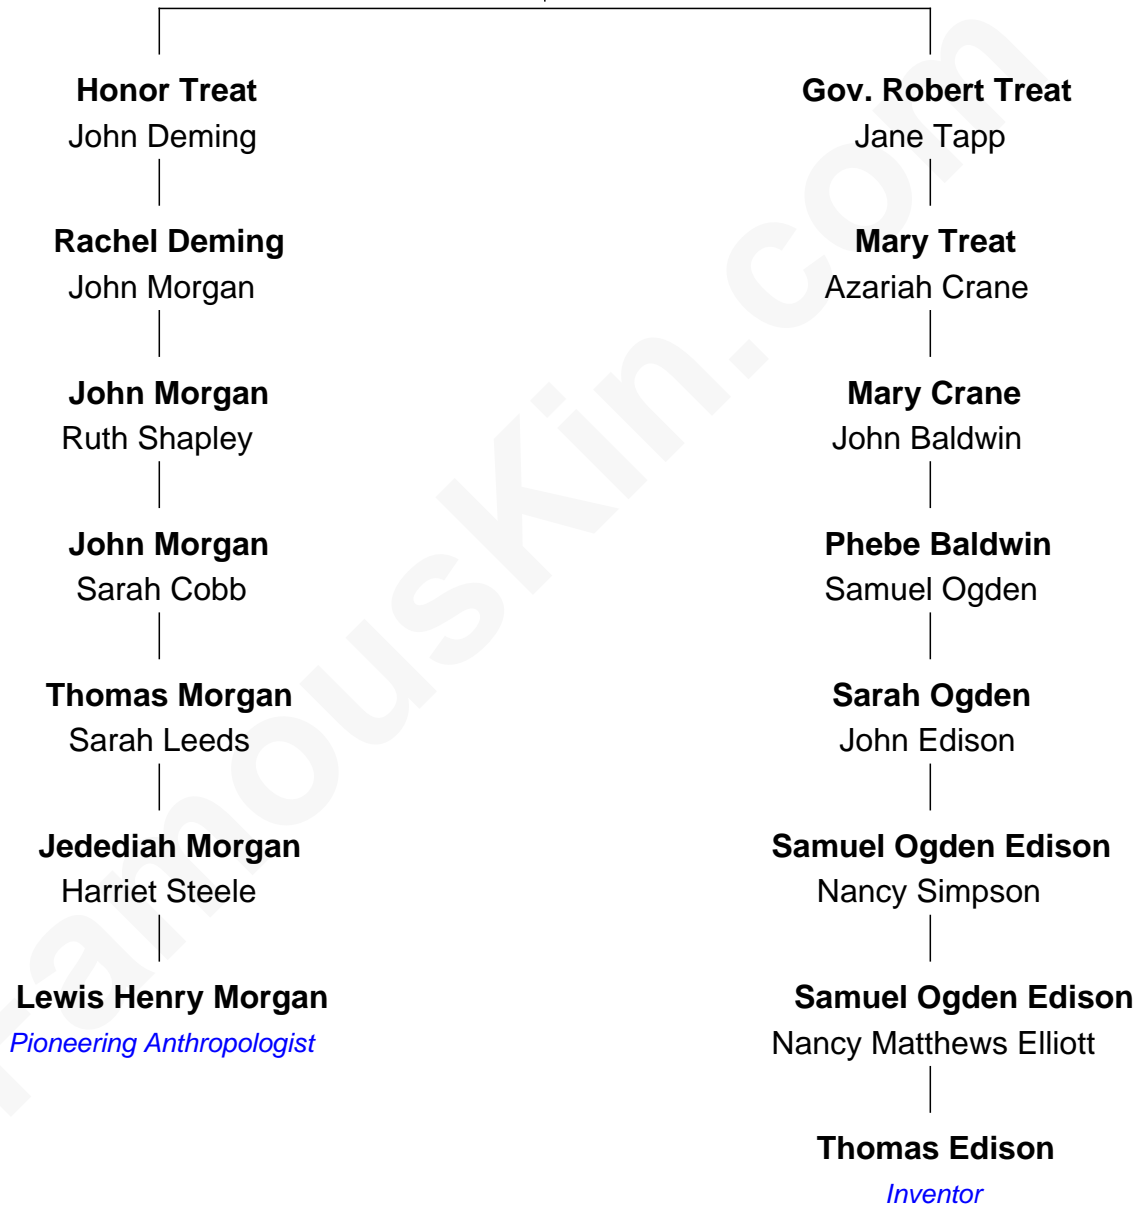 Honor Treat
John Deming
Rachel Deming
John Morgan
John Morgan
Ruth Shapley
John Morgan
Sarah Cobb
Thomas Morgan
Sarah Leeds
Jedediah Morgan
Harriet Steele
Lewis Henry Morgan
Pioneering Anthropologist
Gov. Robert Treat
Jane Tapp
Mary Treat
Azariah Crane
Mary Crane
John Baldwin
Phebe Baldwin
Samuel Ogden
Sarah Ogden
John Edison
Samuel Ogden Edison
Nancy Simpson
Samuel Ogden Edison
Nancy Matthews Elliott
Thomas Edison
Inventor
FamousKin.com